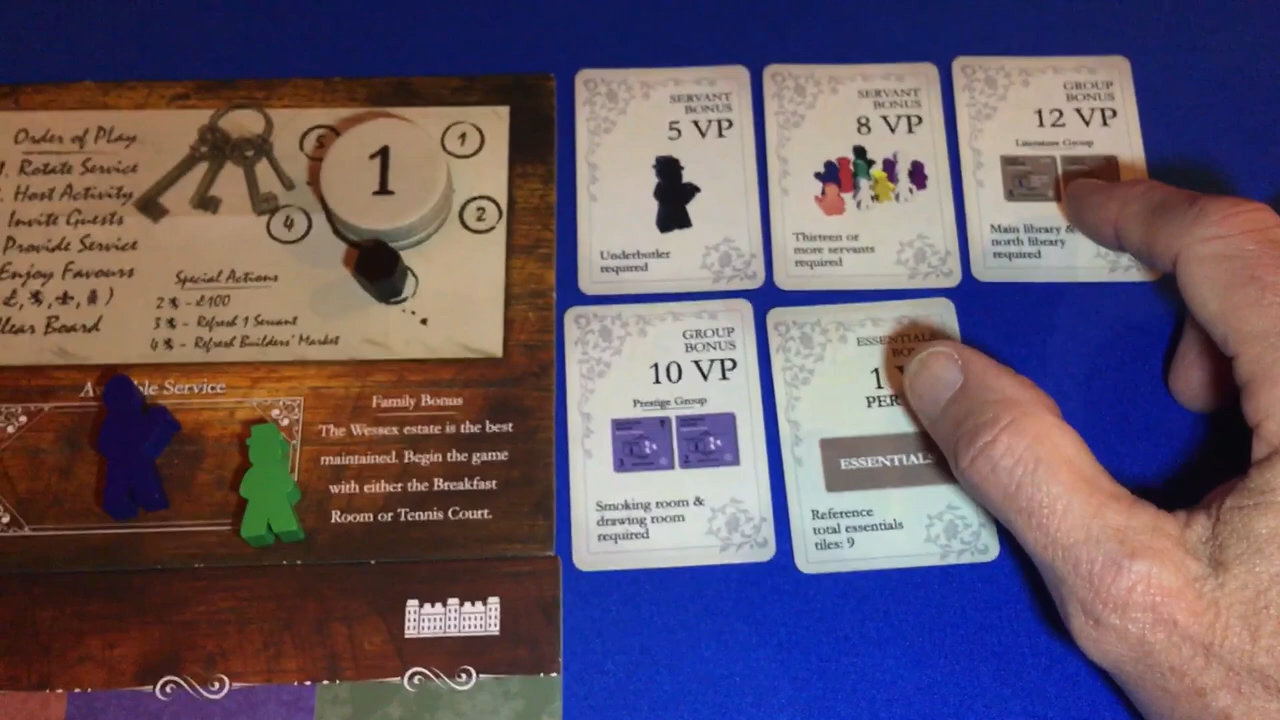 Order of Play
Rotate Service
Host Activity
Invite Guests
Provide Service
Enjoy Favours
Board
Special Actions
2 - £100
3 - Refresh 1 Servant
4 - Refresh Builders' Market
5
1
1
4
2
Service
Family Bonus
The Wessex estate is the best
maintained. Begin the game
with either the Breakfast
Room or Tennis Court.
SERVANT
BONUS
5 VP
Underbutler
required
SERVANT
BONUS
8 VP
Thirteen or
more servants
required
GROUP
BONUS
12 VP
Literature Group
Main library &
north library
required
GROUP
BONUS
10 VP
Prestige Group
3
2
Smoking room &
drawing room
required
ESSENTIALS
1
PER
ESSENTIALS
Reference
total essentials
tiles: 9